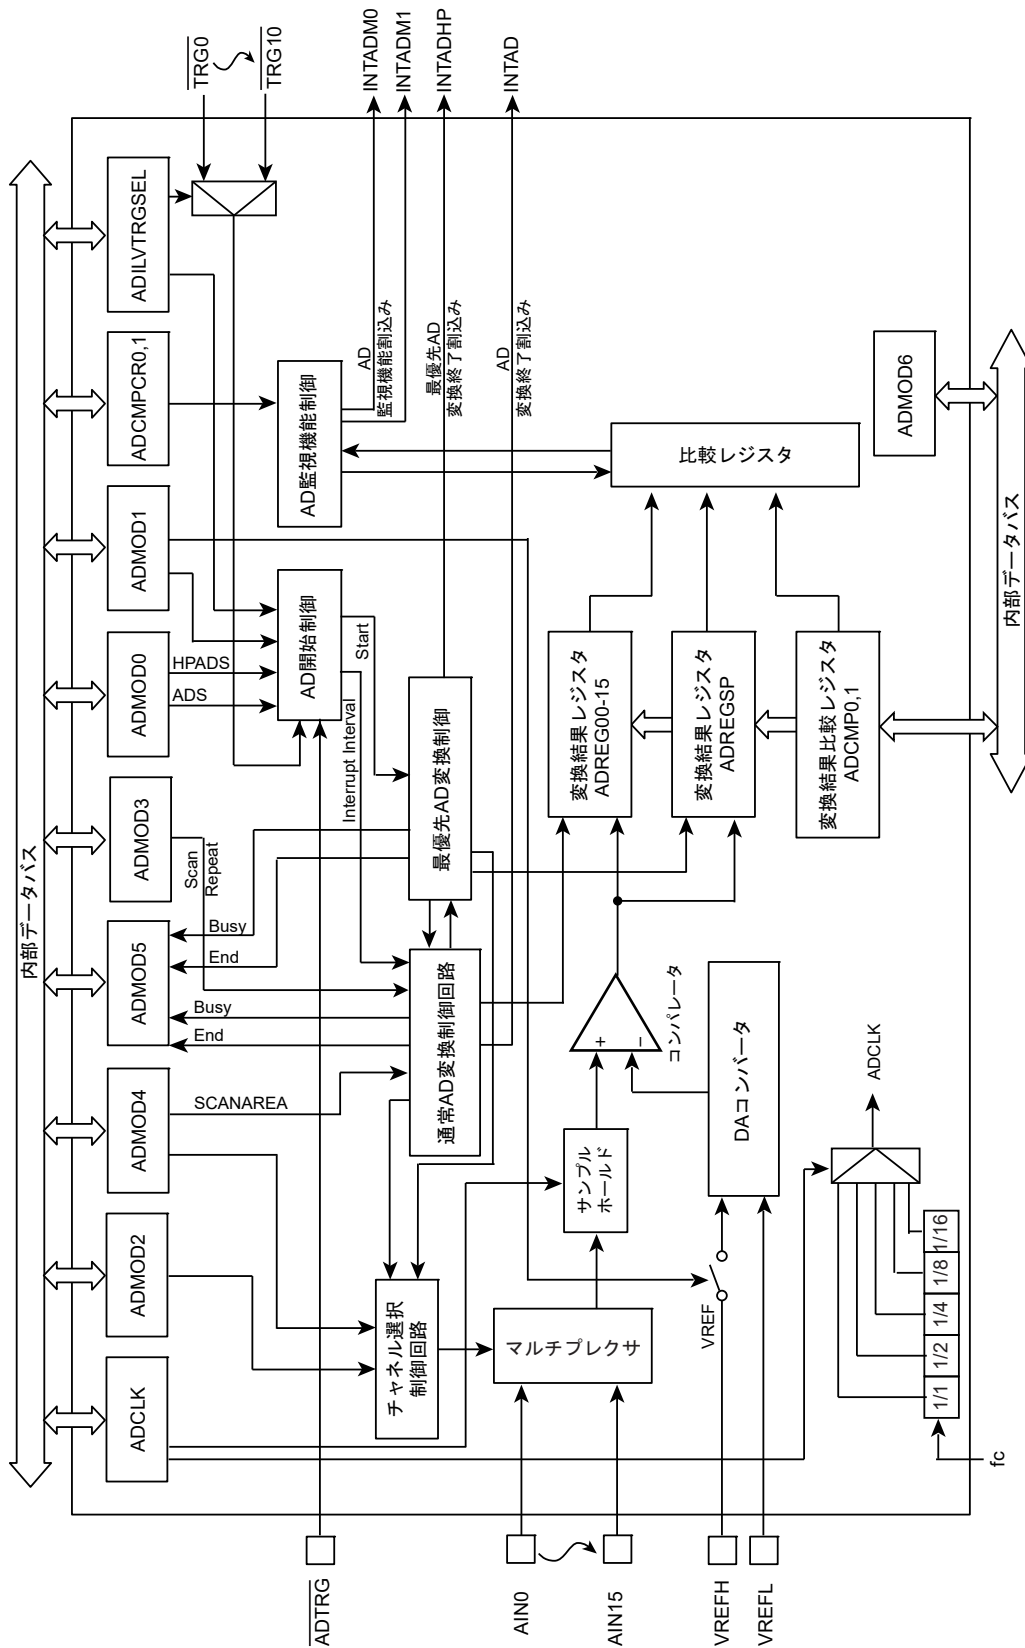 内部データバス
ADCLK
ADMOD2
ADMOD4
ADMOD5
ADMOD3
ADMOD0
ADMOD1
ADCMPCR0,1
ADILVTRGSEL
TRG0
TRG10
SCANAREA
End
Busy
End
Busy
Scan
Repeat
ADS
HPADS
AD開始制御
AD監視機能制御
Start
Interrupt Interval
AD
監視機能割込み
最優先AD
変換終了割込み
AD
変換終了割込み
INTADM0
INTADM1
INTADHP
INTAD
チャネル選択
制御回路
通常AD変換制御回路
最優先AD変換制御
ADTRG
AIN0
AIN15
マルチプレクサ
サンプル
ホールド
+
−
コンパレータ
変換結果レジスタ
ADREG00-15
変換結果レジスタ
ADREGSP
変換結果比較レジスタ
ADCMP0,1
比較レジスタ
ADMOD6
VREFH
VREFL
VREF
DAコンバータ
ADCLK
fc
1/1
1/2
1/4
1/8
1/16
内部データバス